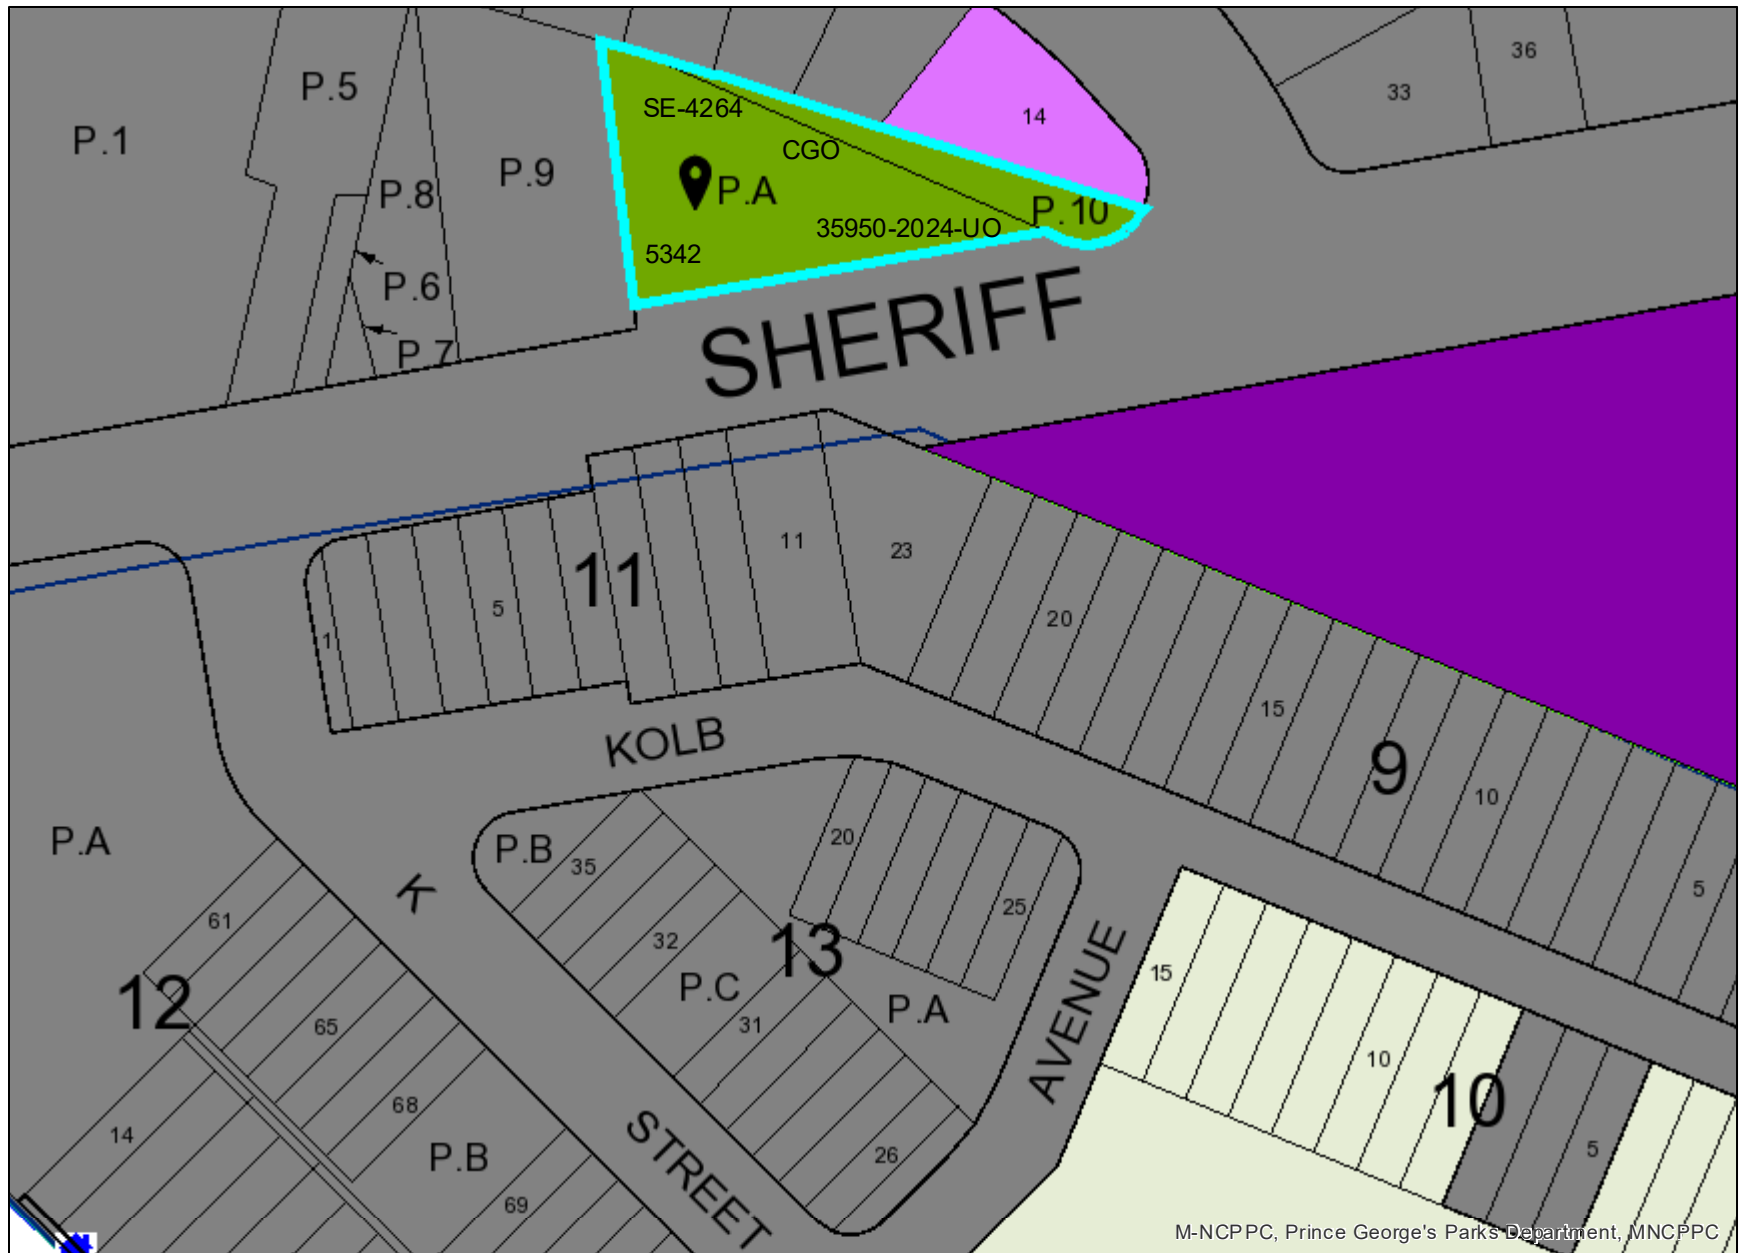 36
P.5
33
SE-4264
14
P.1
CGO
P.9
P.8
P.A
P.10
35950-2024-UO
5342
P.6
SHERIFF
P.7
11
23
11
5
20
1
15
KOLB
9
10
P.A
P.B
35
20
5
K
25
61
32
13
15
P.C
12
P.A
AVENUE
65
31
10
10
68
14
5
P.B
STREET
26
69
M-NCPPC, Prince George's Parks Department, MNCPPC